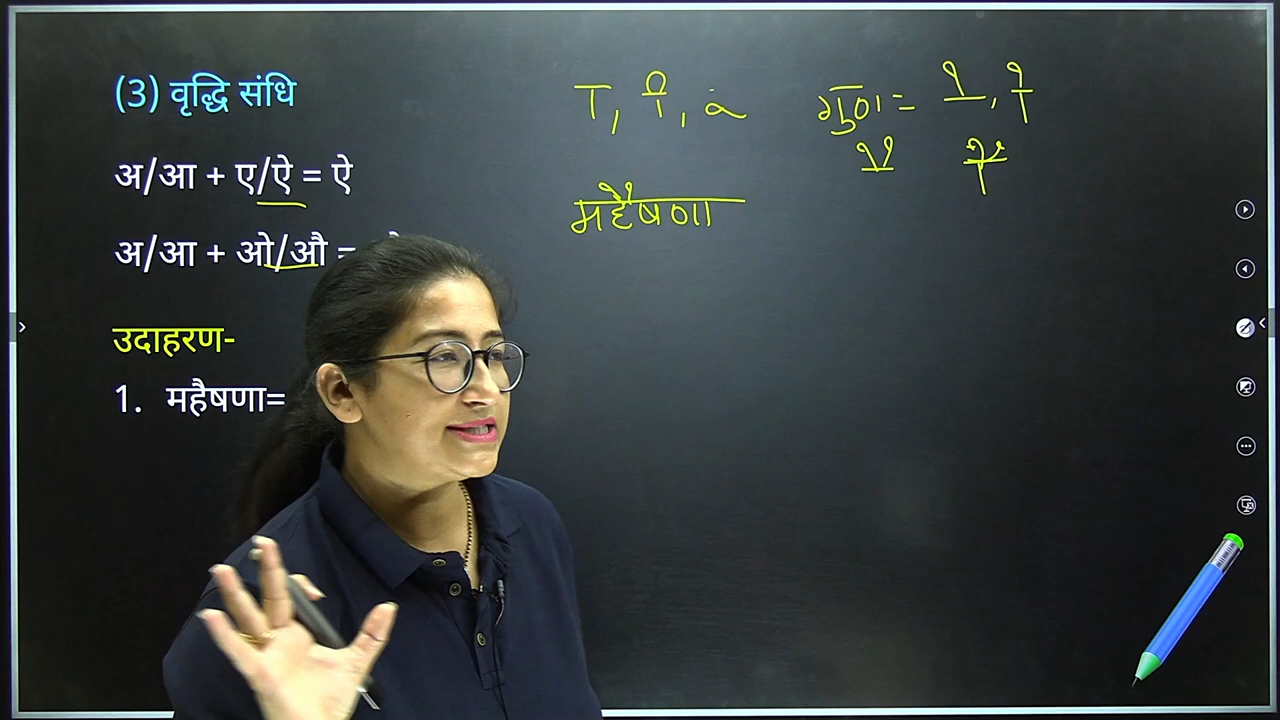 (3) वृद्धि संधि
अ/आ + ए/ऐ = ऐ
अ/आ + ओ/औ =
उदाहरण-
1. महैषणा=
गुण =
महैषणा